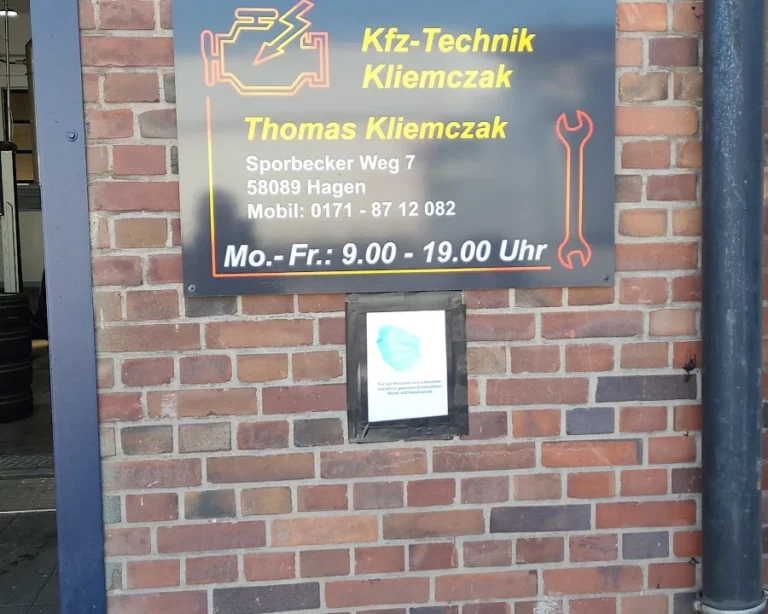 Kfz-Technik
Kliemczak
Thomas Kliemczak
Sporbecker Weg 7
58089 Hagen
Mobil: 0171 - 87 12 082
Mo.- Fr.: 9.00 - 19.00 Uhr